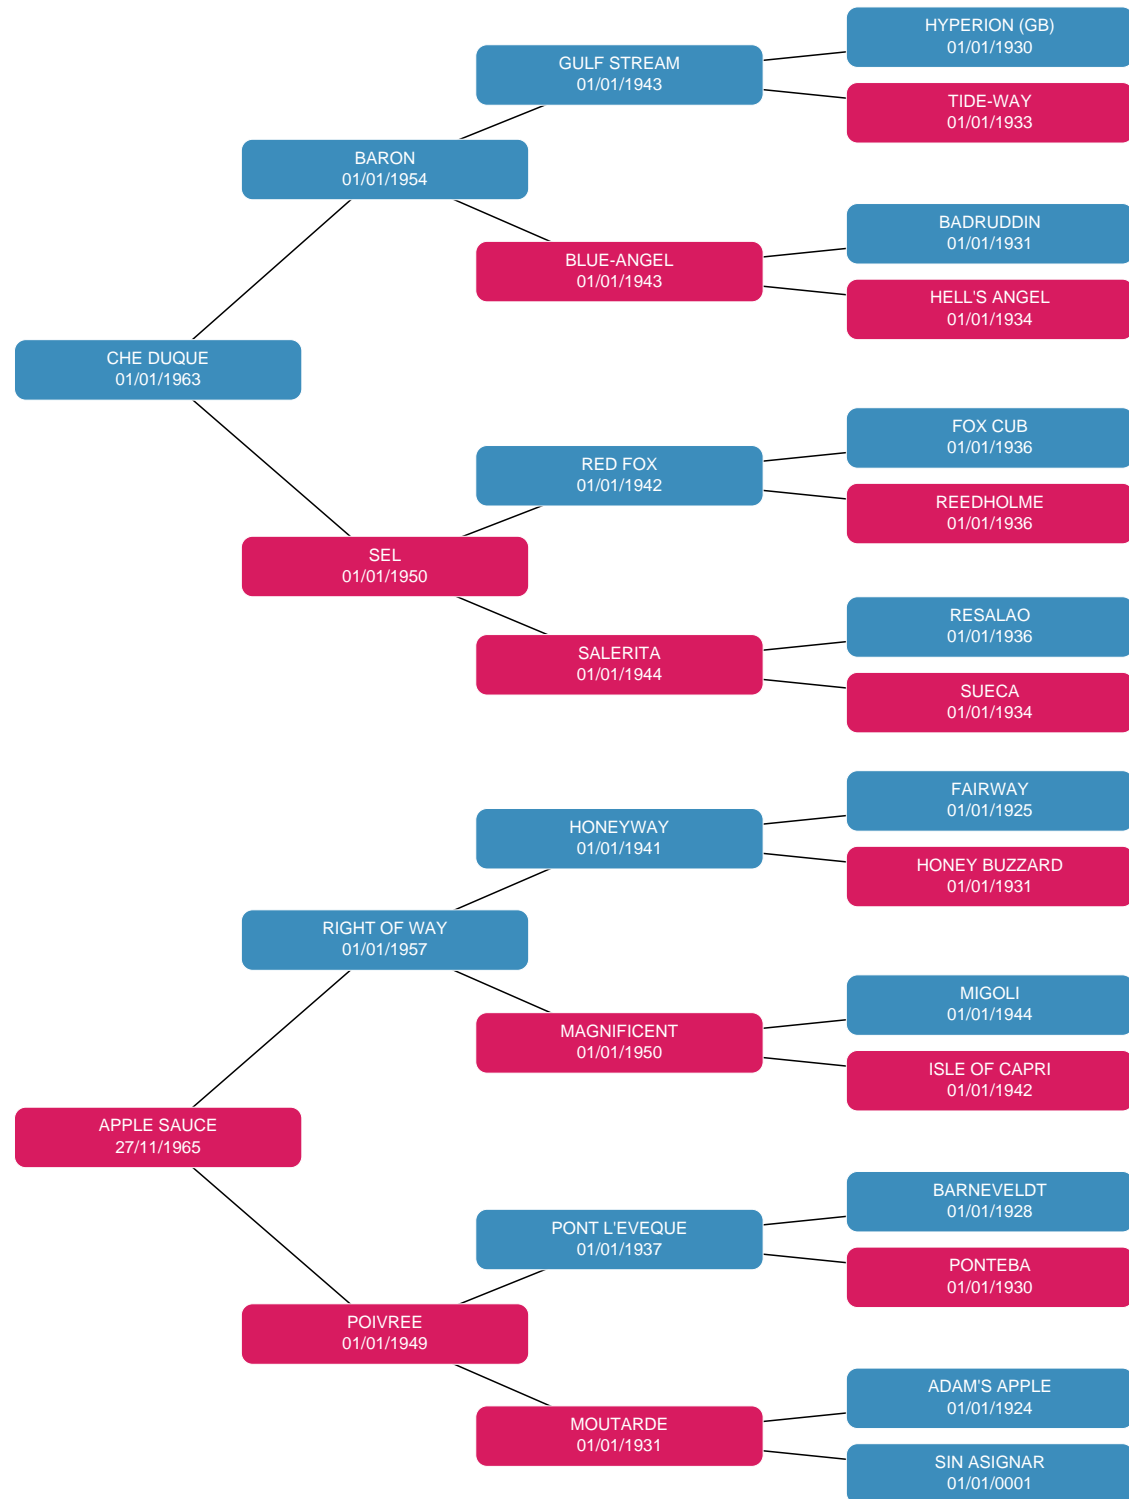 HYPERION (GB)
01/01/1930
GULF STREAM
01/01/1943
TIDE-WAY
01/01/1933
BARON
01/01/1954
BADRUDDIN
01/01/1931
BLUE-ANGEL
01/01/1943
HELL'S ANGEL
01/01/1934
CHE DUQUE
01/01/1963
FOX CUB
01/01/1936
RED FOX
01/01/1942
REEDHOLME
01/01/1936
SEL
01/01/1950
RESALAO
01/01/1936
SALERITA
01/01/1944
SUECA
01/01/1934
FAIRWAY
01/01/1925
HONEYWAY
01/01/1941
HONEY BUZZARD
01/01/1931
RIGHT OF WAY
01/01/1957
MIGOLI
01/01/1944
MAGNIFICENT
01/01/1950
ISLE OF CAPRI
01/01/1942
APPLE SAUCE
27/11/1965
BARNEVELDT
01/01/1928
PONT L'EVEQUE
01/01/1937
PONTEBA
01/01/1930
POIVREE
01/01/1949
ADAM'S APPLE
01/01/1924
MOUTARDE
01/01/1931
SIN ASIGNAR
01/01/0001